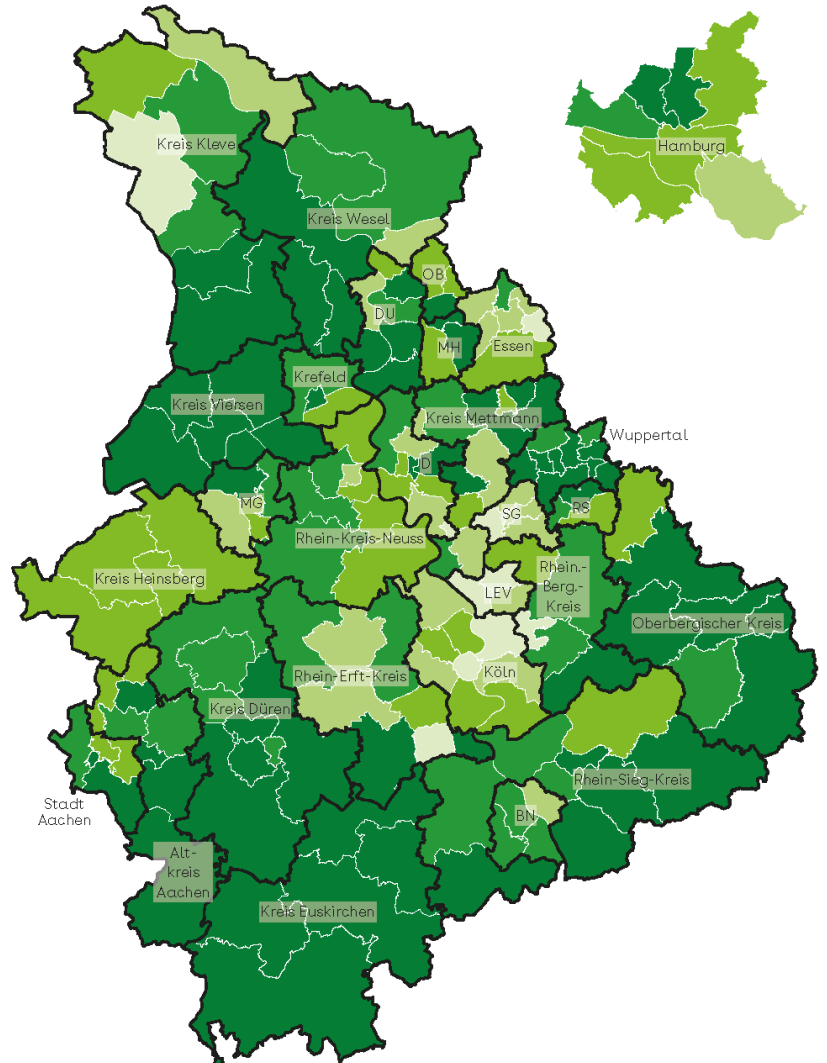 Kreis Kleve
Hamburg
Kreis Wesel
OB
DU
MH
Essen
Krefeld
Kreis Viersen
Kreis Mettmann
Wuppertal
D
MG
SG
RS
Rhein-Kreis-Neuss
Kreis Heinsberg
Rhein.-
Berg.-
Kreis
LEV
Oberbergischer Kreis
Köln
Rhein-Erft-Kreis
Kreis Düren
Rhein-Sieg-Kreis
Stadt
Aachen
BN
Alt-
kreis
Aachen
Kreis Euskirchen